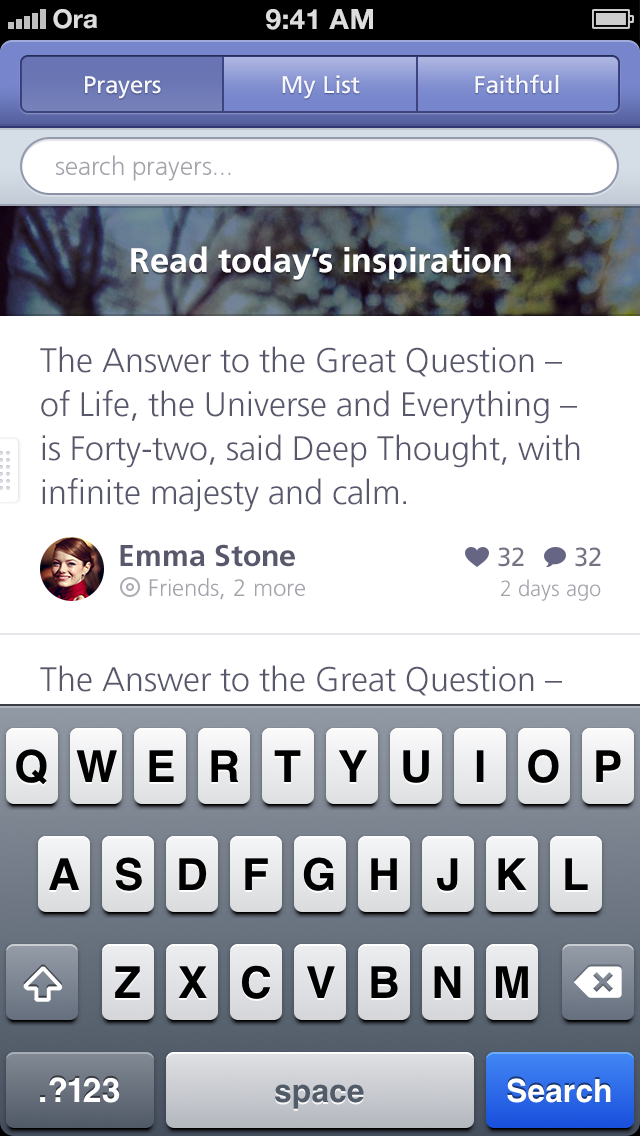 Ora 9:41 AM
Prayers My List Faithful
search prayers...
Read today’s inspiration
The Answer to the Great Question –
of Life, the Universe and Everything –
is Forty-two, said Deep Thought, with
infinite majesty and calm.
Emma Stone 32 32
Friends, 2 more 2 days ago
The Answer to the Great Question –
Q W E R T Y U I O P
A S D F G H J K L
Z X C V B N M
.?123 space Search